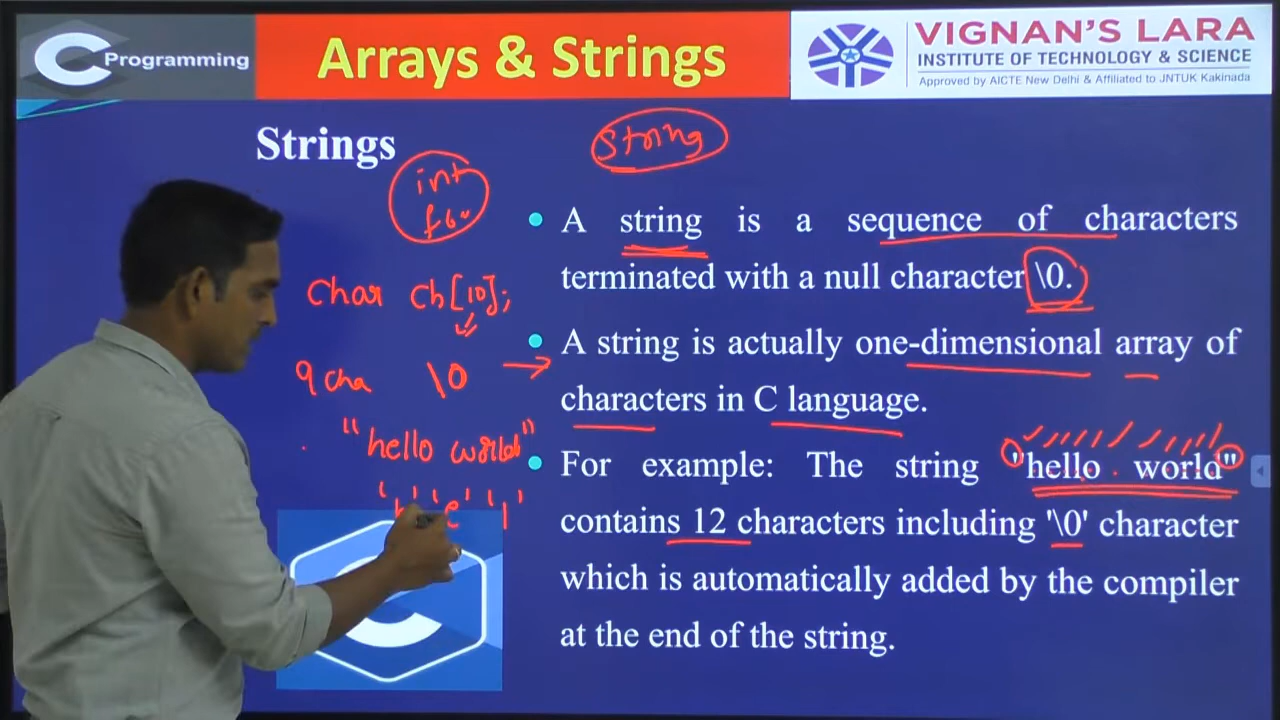 C Programming
Arrays & Strings
VIGNAN'S LARA
INSTITUTE OF TECHNOLOGY & SCIENCE
Approved by AICTE New Delhi & Affiliated to JNTUK Kakinada
Strings
string
int
A string is a sequence of characters
terminated with a null character \0.
char ch[10];
A string is actually one-dimensional array of
characters in C language.
9 cha \0
"hello world"
For example: The string "hello world"
contains 12 characters including '\0' character
which is automatically added by the compiler
at the end of the string.
'h' 'e' 'l'
C